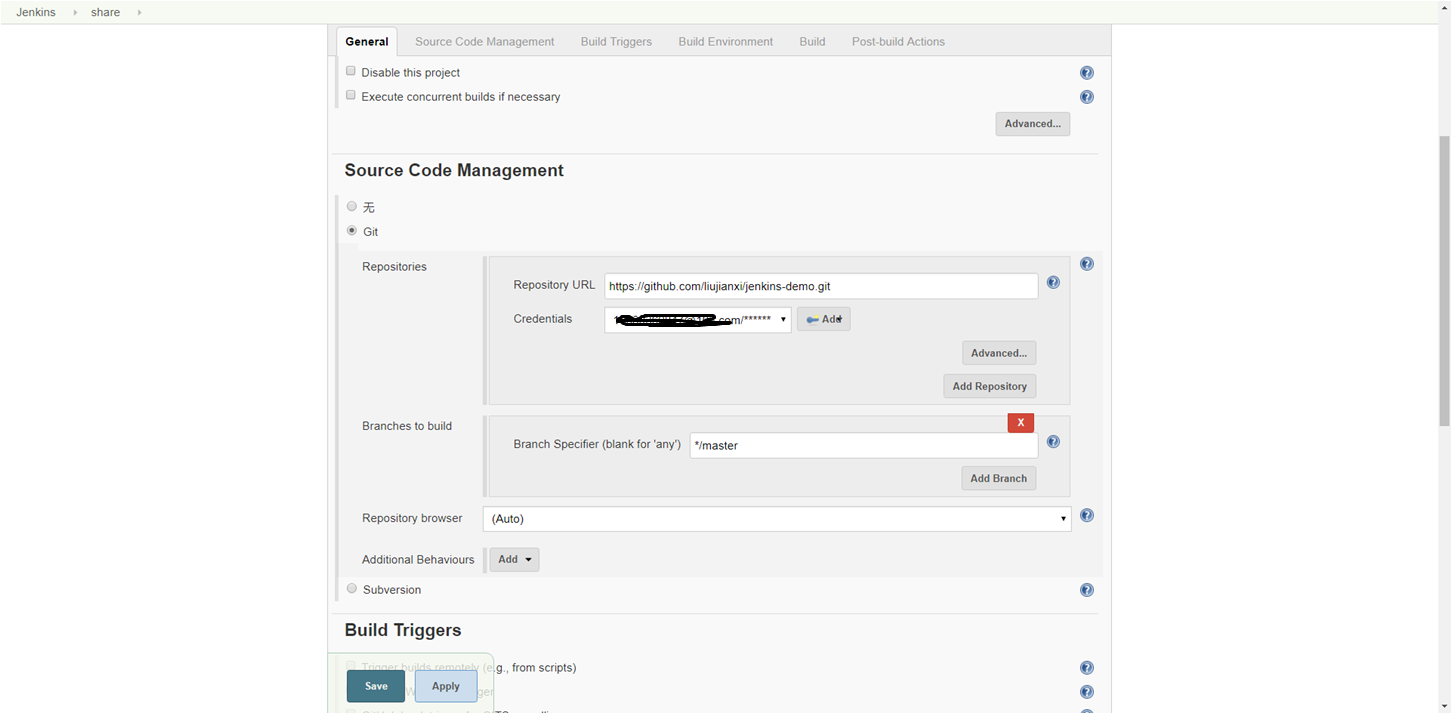 Jenkins share
General Source Code Management Build Triggers Build Environment Build Post-build Actions
Disable this project
Execute concurrent builds if necessary
Advanced...
Source Code Management
无
Git
Repositories
Repository URL https://github.com/liujianxi/jenkins-demo.git
Credentials com/****** Add
Advanced...
Add Repository
Branches to build
X
Branch Specifier (blank for 'any') */master
Add Branch
Repository browser (Auto)
Additional Behaviours Add
Subversion
Build Triggers
Trigger builds remotely (e.g., from scripts)
Save Apply